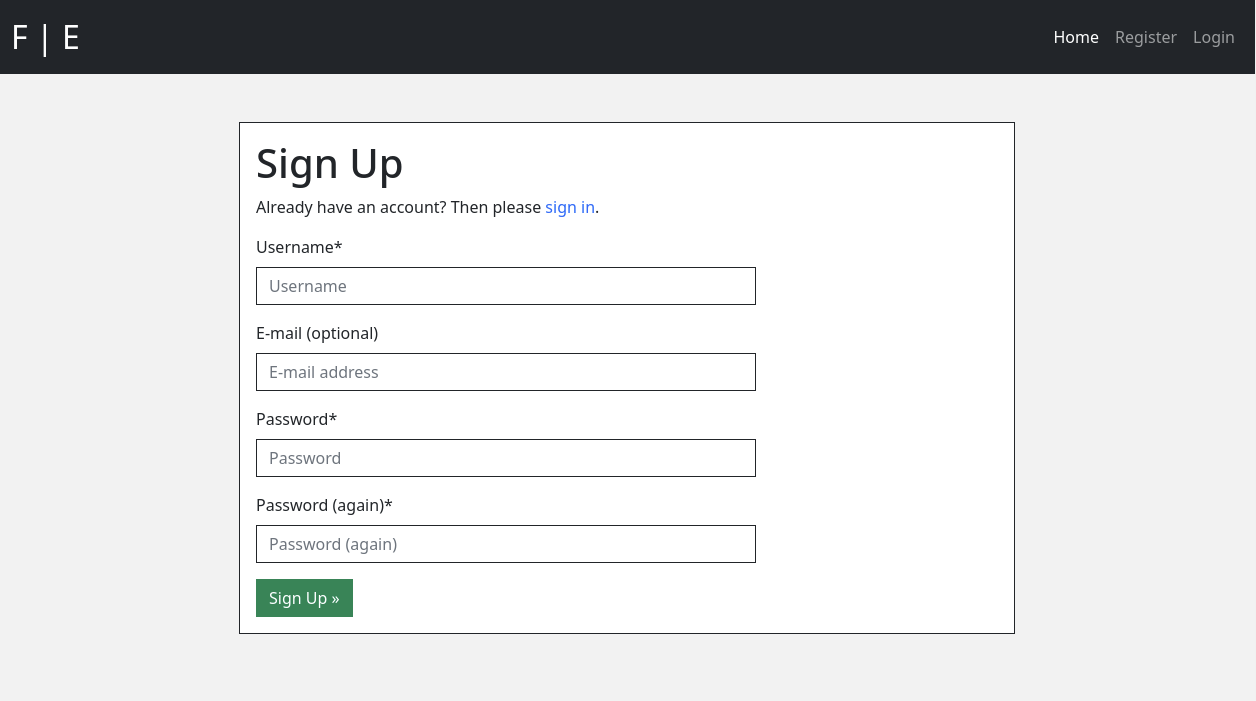 F | E
Home Register Login
Sign Up
Already have an account? Then please sign in.
Username*
Username
E-mail (optional)
E-mail address
Password*
Password
Password (again)*
Password (again)
Sign Up »